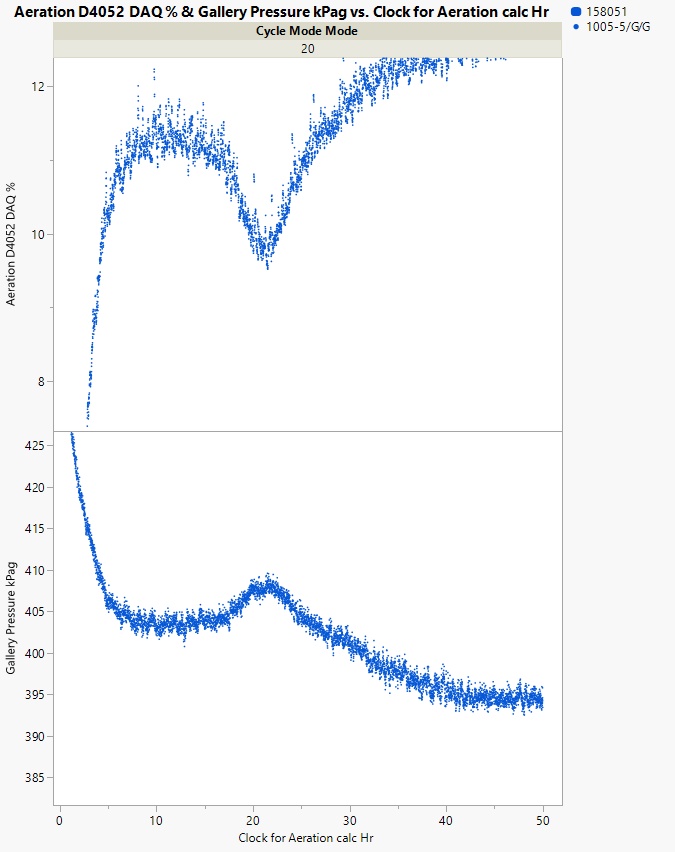 Aeration D4052 DAQ % & Gallery Pressure kPag vs. Clock for Aeration calc Hr
158051
1005-5/G/G
Cycle Mode Mode
20
Aeration D4052 DAQ %
12
10
8
Gallery Pressure kPag
425
420
415
410
405
400
395
390
385
0 10 20 30 40 50
Clock for Aeration calc Hr